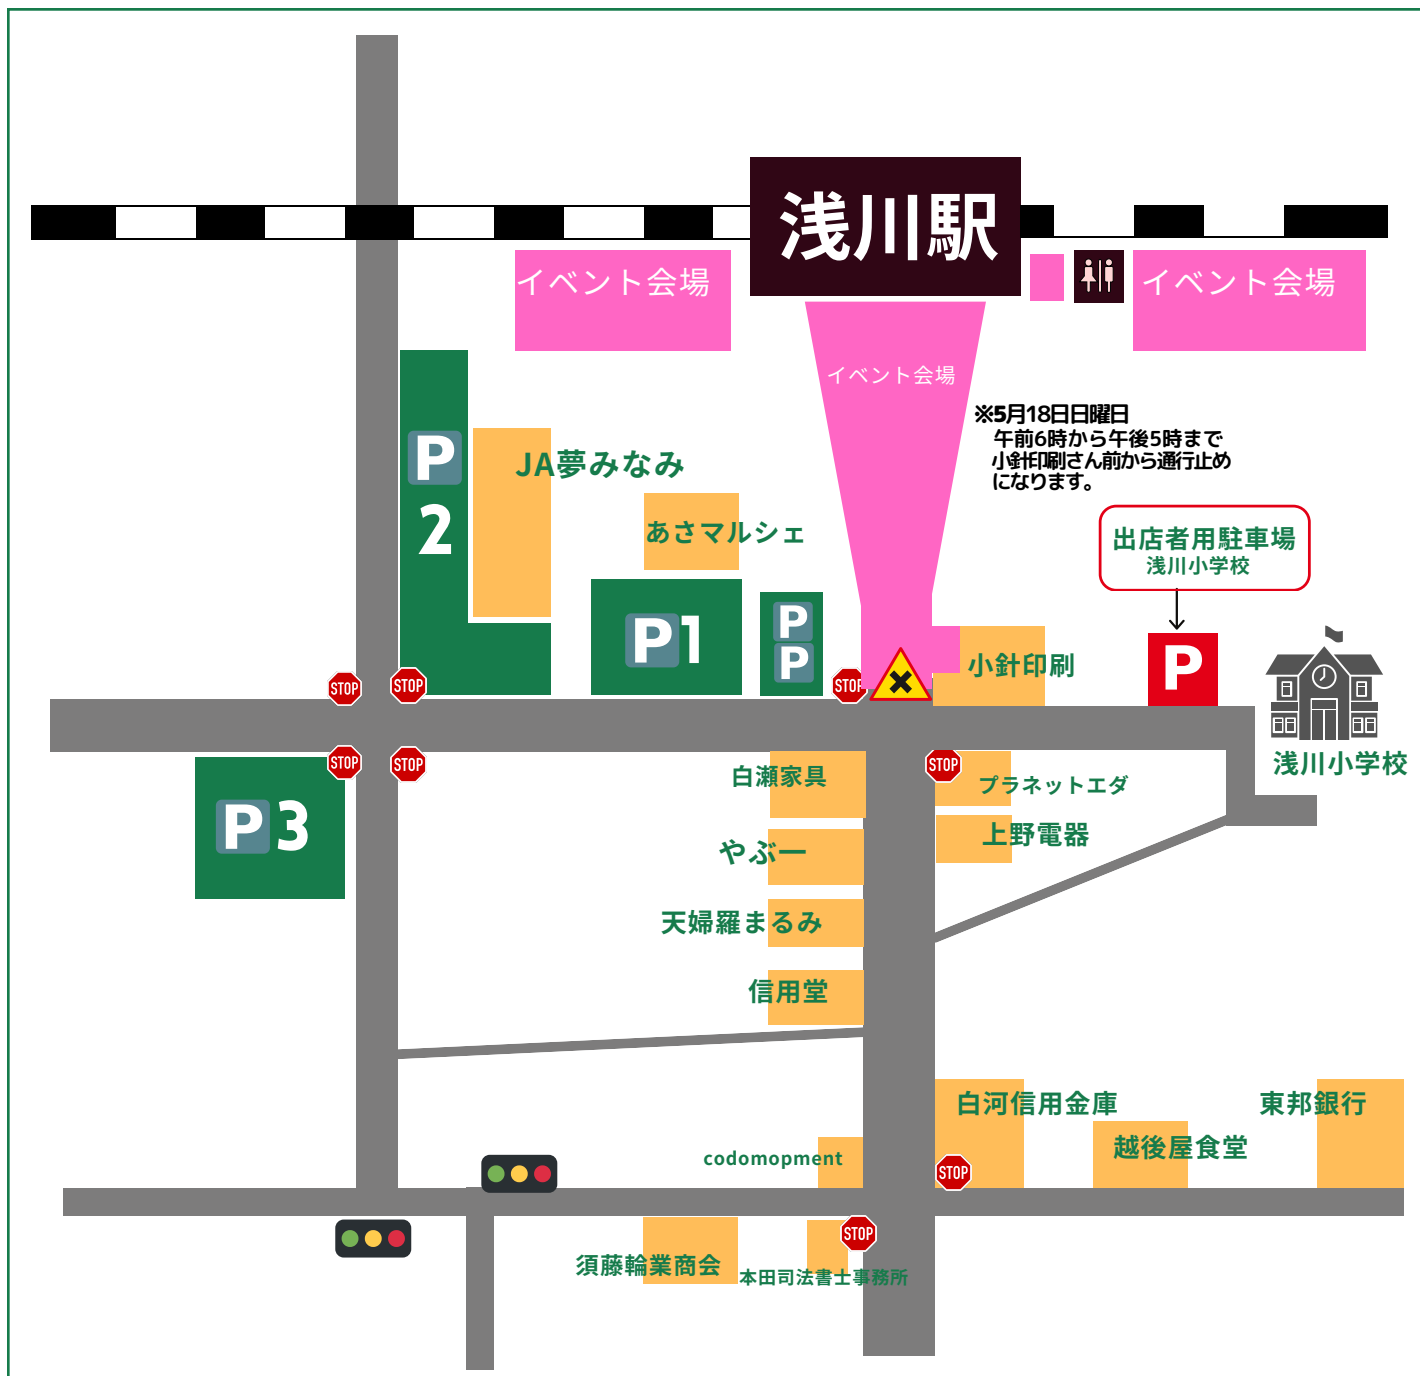 浅川駅
イベント会場
イベント会場
イベント会場
※5月18日日曜日
午前6時から午後5時まで
小針印刷さん前から通行止め
になります。
P
2
JA夢みなみ
あさマルシェ
出店者用駐車場
浅川小学校
P1
P
P
小針印刷
P
STOP
STOP
STOP
浅川小学校
STOP
STOP
STOP
白瀬家具
プラネットエダ
P3
やぶー
上野電器
天婦羅まるみ
信用堂
白河信用金庫
東邦銀行
越後屋食堂
codomopment
STOP
STOP
須藤輪業商会
本田司法書士事務所